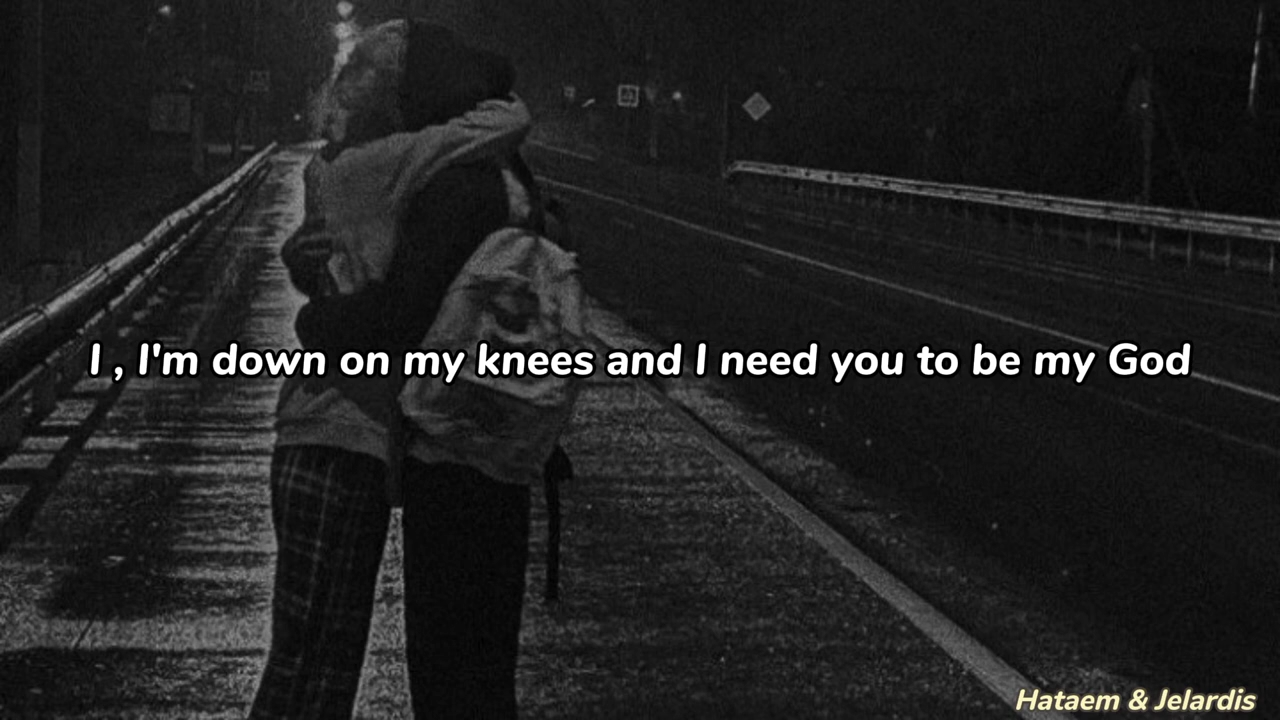 I , I'm down on my knees and I need you to be my God
Hataem & Jelardis